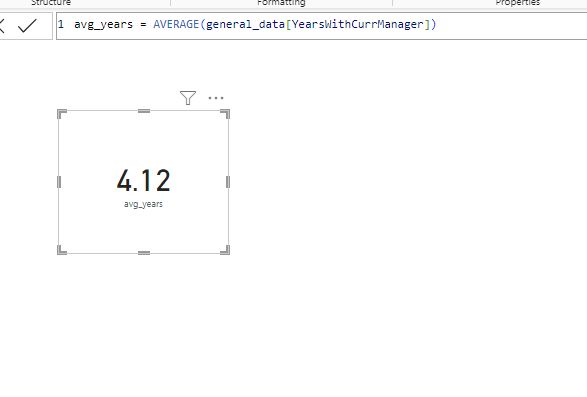 Structure
Formatting
Properties
1 avg_years = AVERAGE(general_data[YearsWithCurrManager])
4.12
avg_years